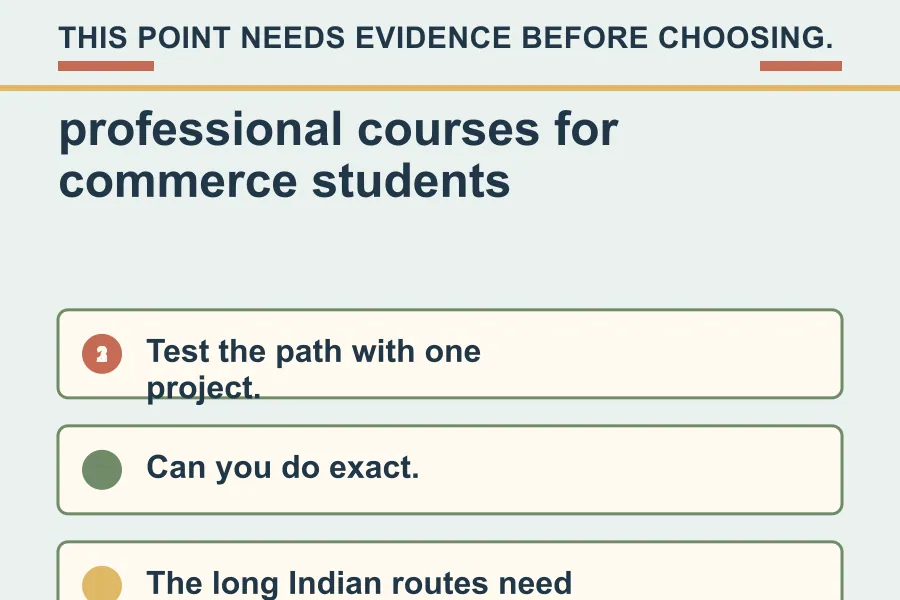 THIS POINT NEEDS EVIDENCE BEFORE CHOOSING.
professional courses for
commerce students
Test the path with one
project.
Can you do exact.
The long Indian routes need